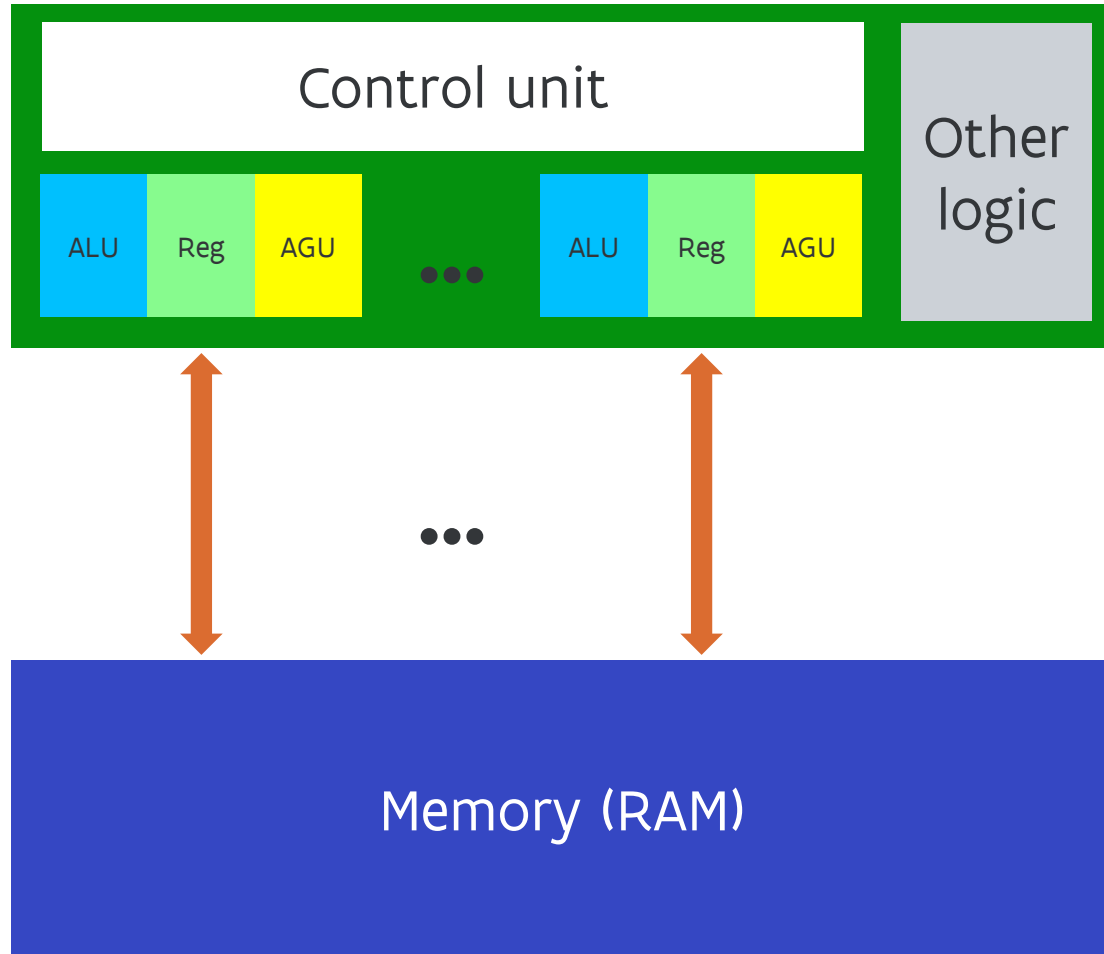 Control unit
Other
logic
ALU Reg AGU ••• ALU Reg AGU
•••
Memory (RAM)